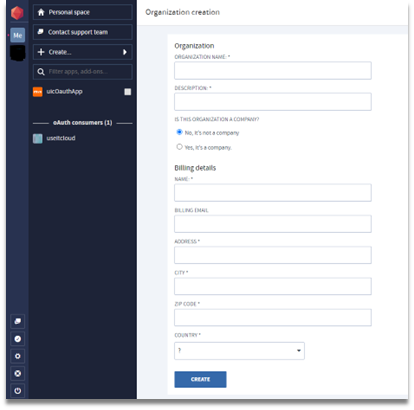 Personal space
Me
Contact support team
Create...
Filter apps, add-ons...
uicOauthApp
oAuth consumers (1)
useitcloud
Organization creation
Organization
ORGANIZATION NAME: *
DESCRIPTION: *
IS THIS ORGANIZATION A COMPANY?
No, it's not a company
Yes, it's a company.
Billing details
NAME: *
BILLING EMAIL
ADDRESS *
CITY *
ZIP CODE *
COUNTRY *
?
CREATE